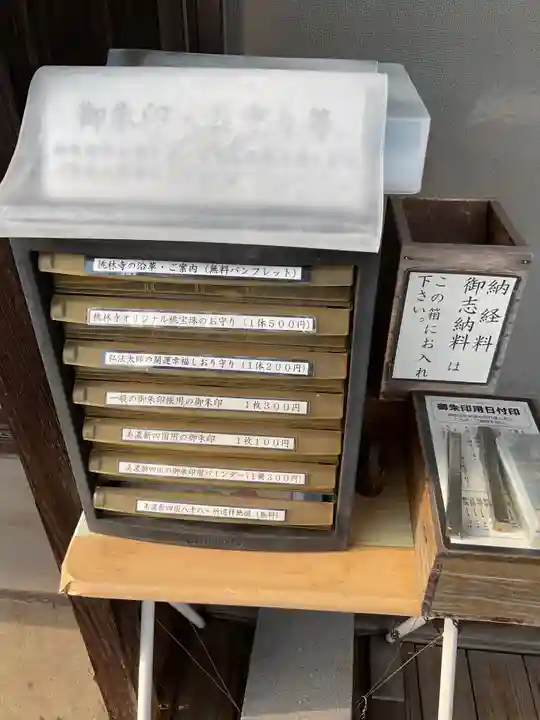 御朱印・お守り等
桃林寺の沿革・ご案内（無料パンフレット）
桃林寺オリジナル桃宝珠のお守り（1体500円）
弘法大師の開運幸福しおり守り（1体200円）
一般の御朱印帳用の御朱印　1枚300円
美濃新四国用の御朱印　1枚100円
美濃新四国の御朱印用バインダー（1冊300円）
美濃新四国八十八ヶ所巡拝地図（無料）
納経料
御志納料　は
この箱にお入れ
下さい。
御朱印用日付印